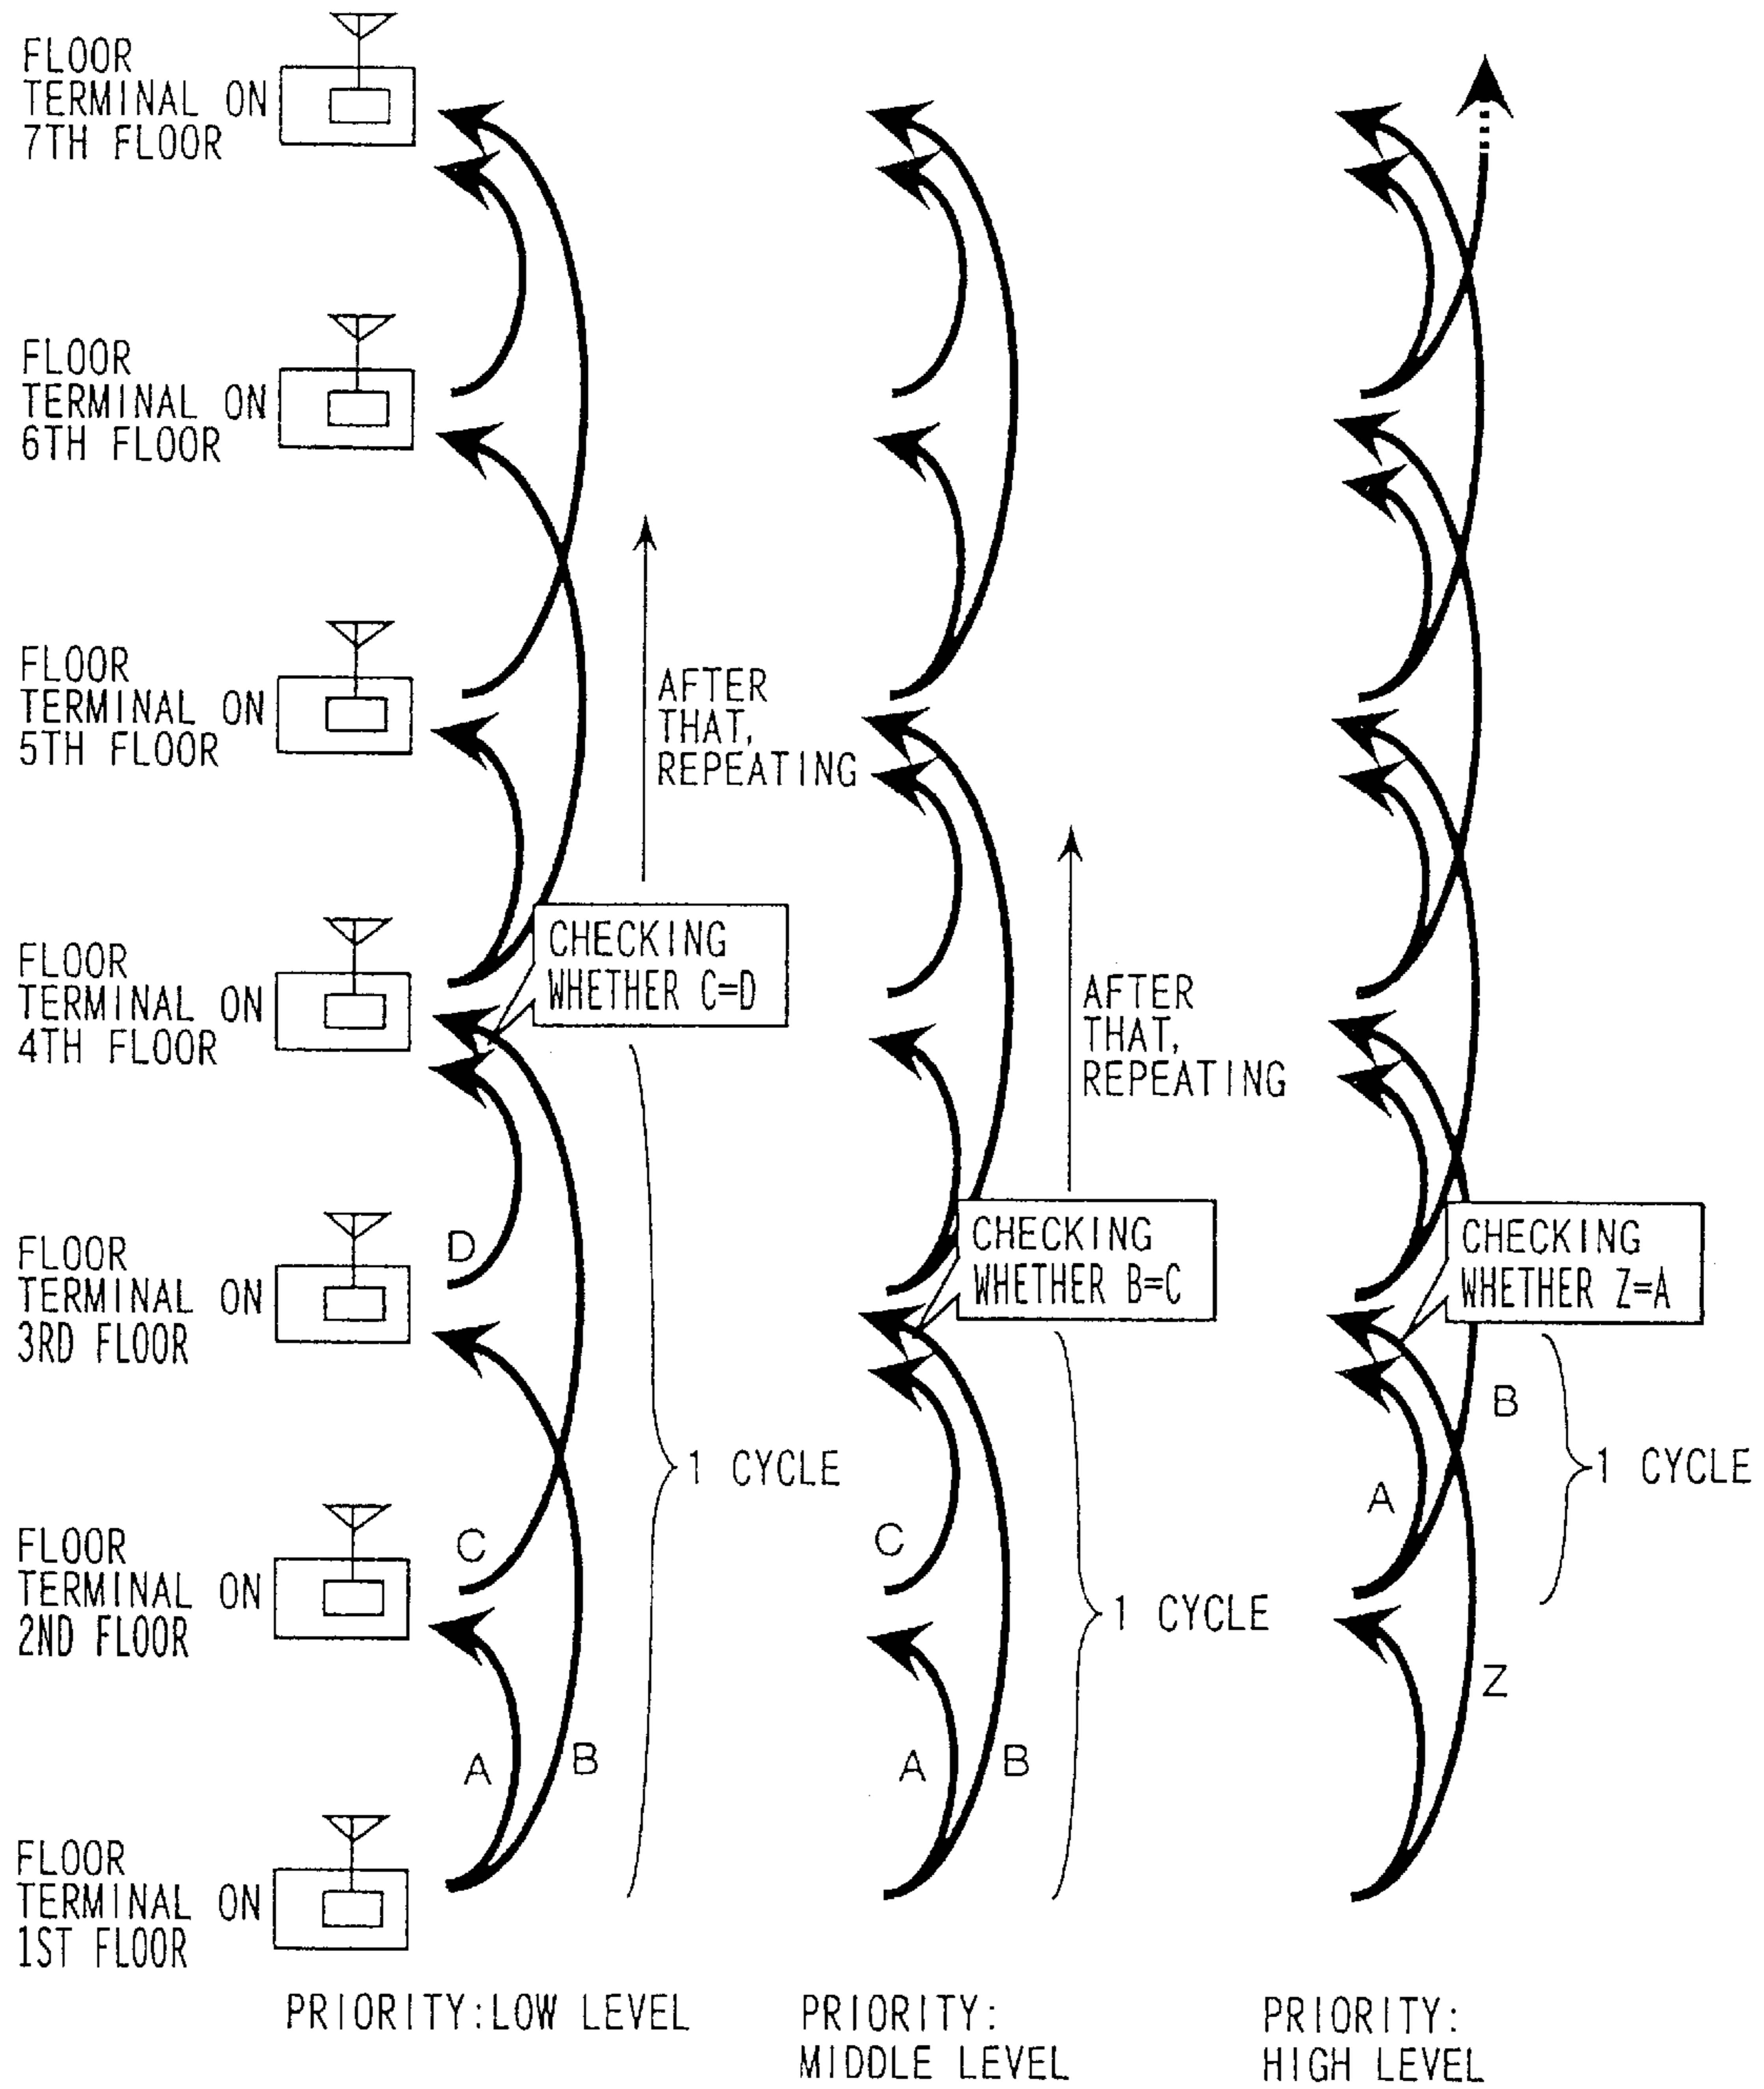 FLOOR
TERMINAL ON
7TH FLOOR
FLOOR
TERMINAL ON
6TH FLOOR
FLOOR
TERMINAL ON
5TH FLOOR
AFTER
THAT,
REPEATING
FLOOR
TERMINAL ON
4TH FLOOR
CHECKING
WHETHER C=D
AFTER
THAT,
REPEATING
FLOOR
TERMINAL ON
3RD FLOOR
D
CHECKING
WHETHER B=C
CHECKING
WHETHER Z=A
B
1 CYCLE
1 CYCLE
A
FLOOR
TERMINAL ON
2ND FLOOR
C
C
1 CYCLE
Z
A
B
A
B
FLOOR
TERMINAL ON
1ST FLOOR
PRIORITY:LOW LEVEL
PRIORITY:
MIDDLE LEVEL
PRIORITY:
HIGH LEVEL